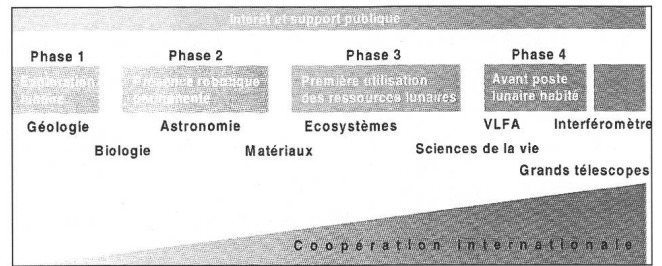 Intérêt et support publique
Phase 1 Phase 2 Phase 3 Phase 4
Exploration Présence robotique Première utilisation Avant poste
lunaire permanente des ressources lunaires lunaire habité
Géologie Astronomie Ecosystèmes VLFA Interféromètre
Biologie Matériaux Sciences de la vie
Grands télescopes
Coopération internationale